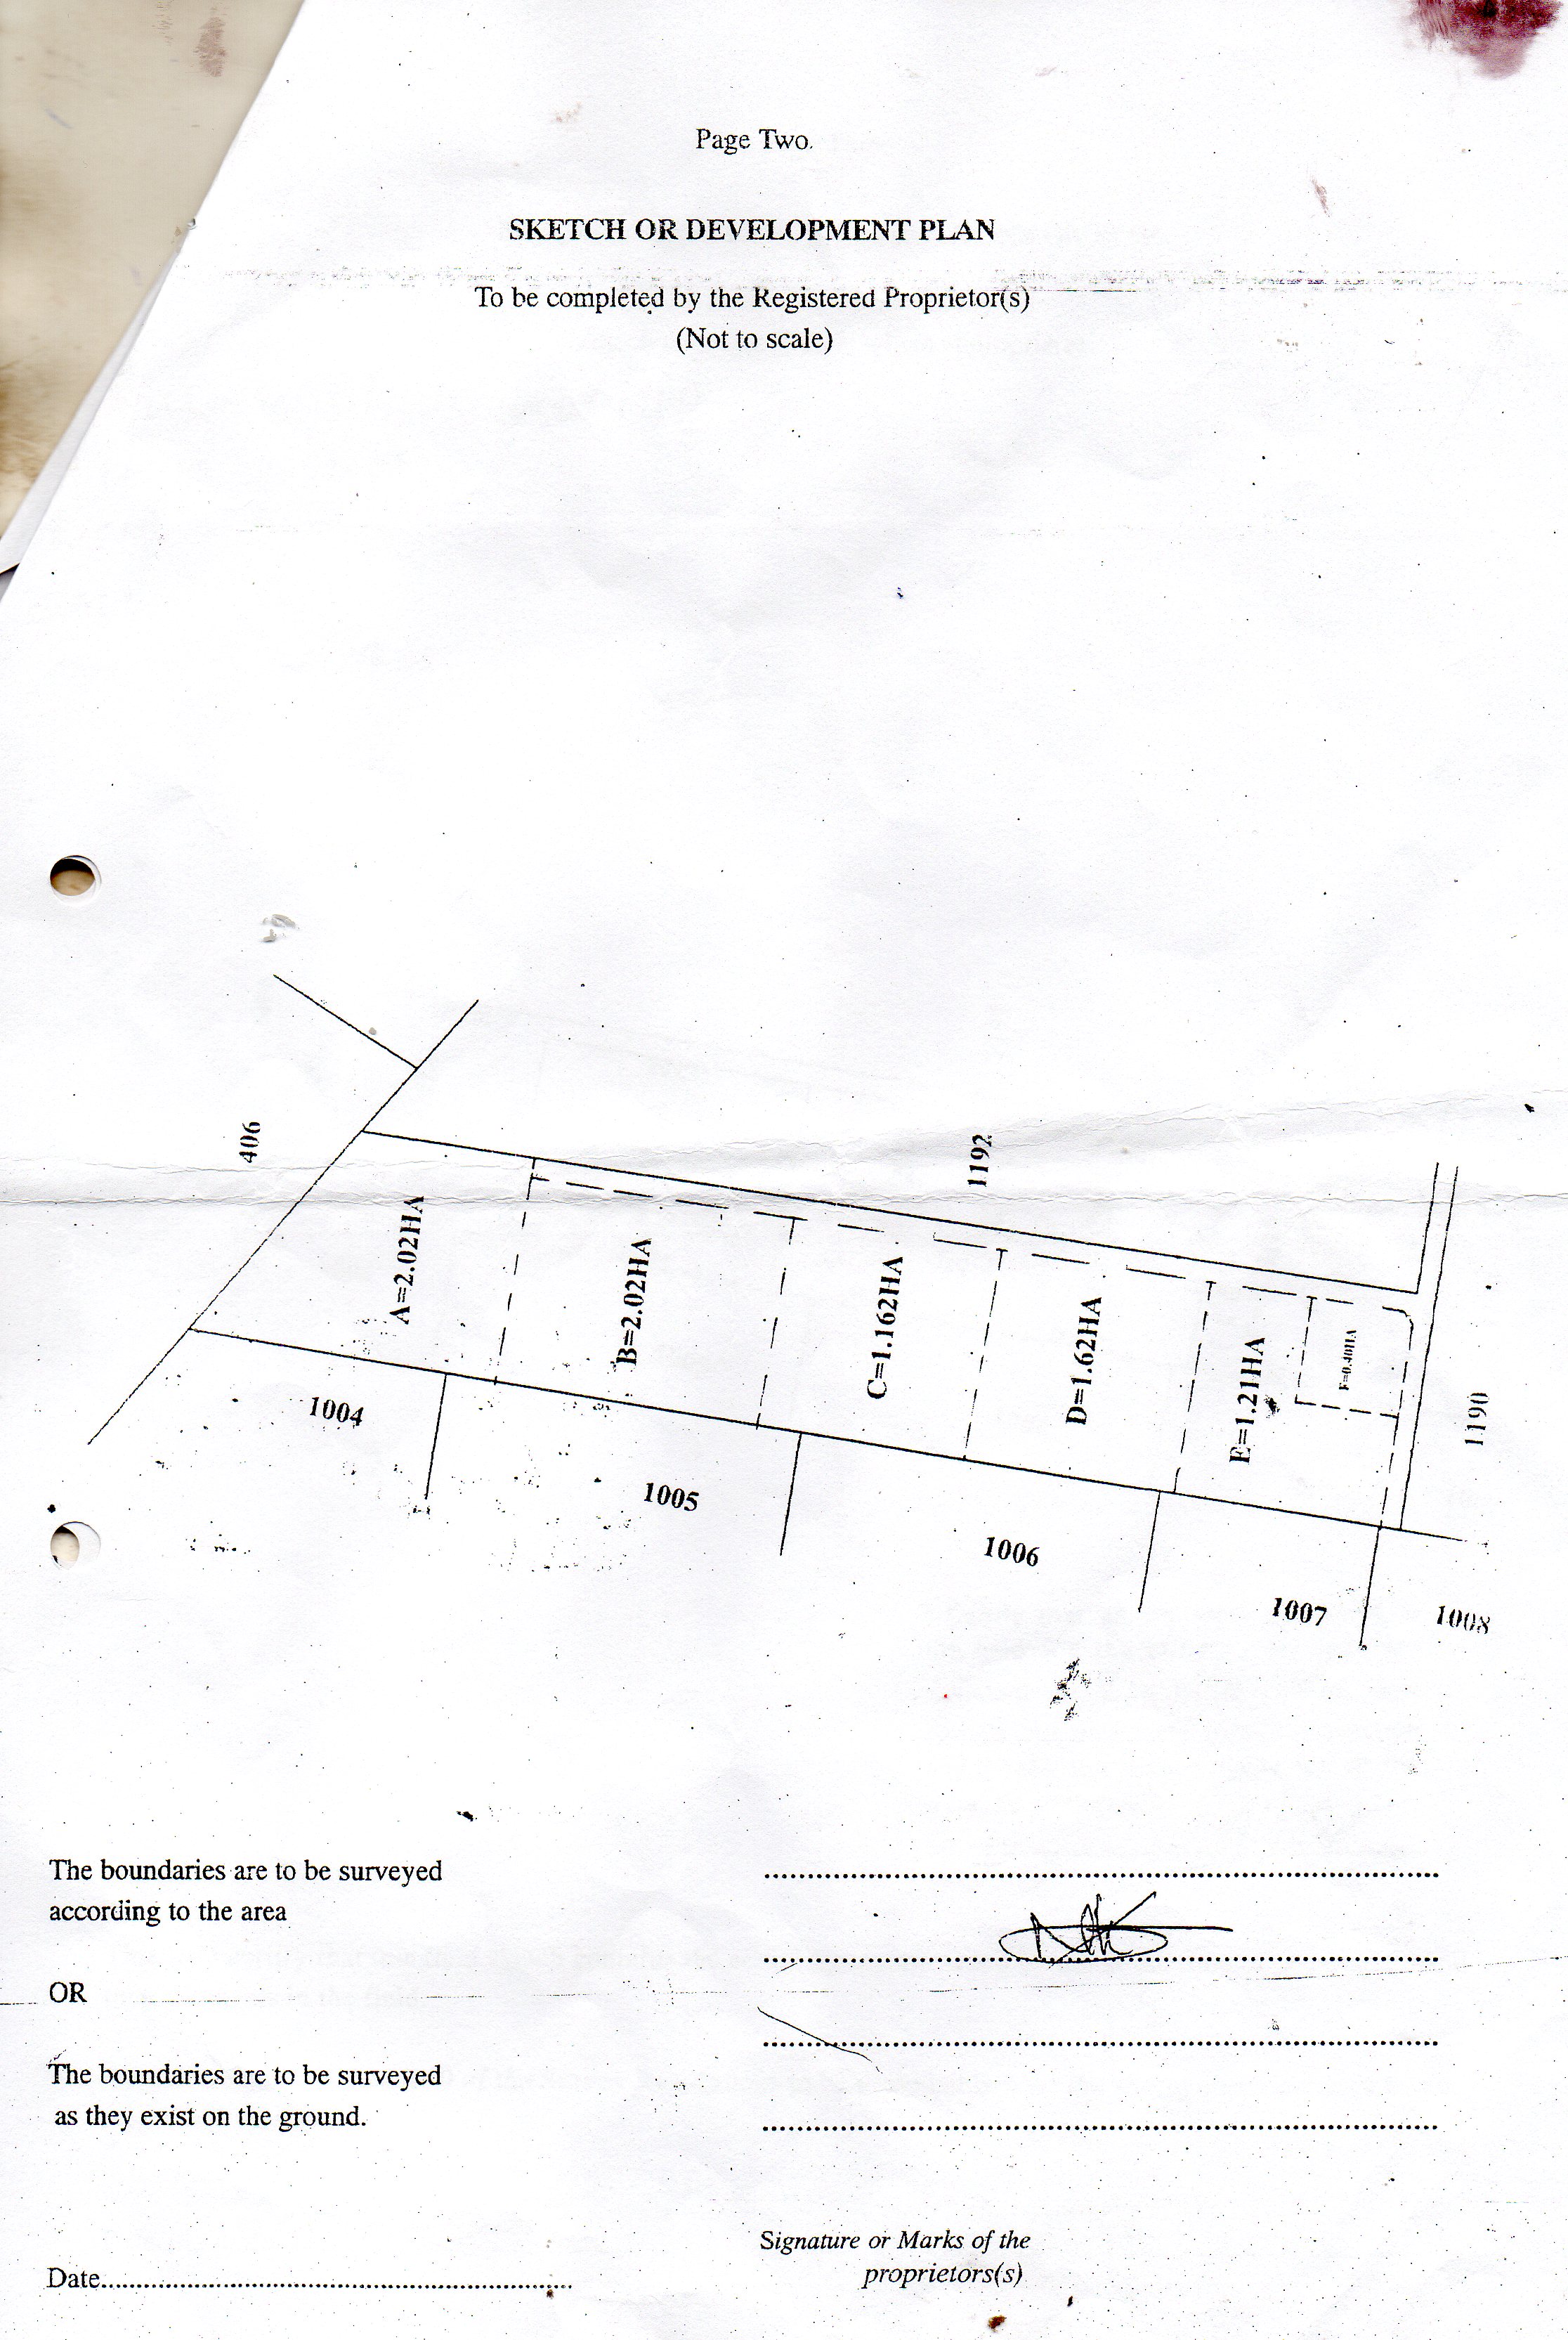 Page Two.
SKETCH OR DEVELOPMENT PLAN
To be completed by the Registered Proprietor(s)
(Not to scale)
406
1192
A=2.02HA
B=2.02HA
C=1.162HA
D=1.62HA
E=1.21HA
F=0.40HA
1190
1004
1005
1006
1007
1008
The boundaries are to be surveyed
according to the area
OR
The boundaries are to be surveyed
as they exist on the ground.
Signature or Marks of the
proprietors(s)
Date